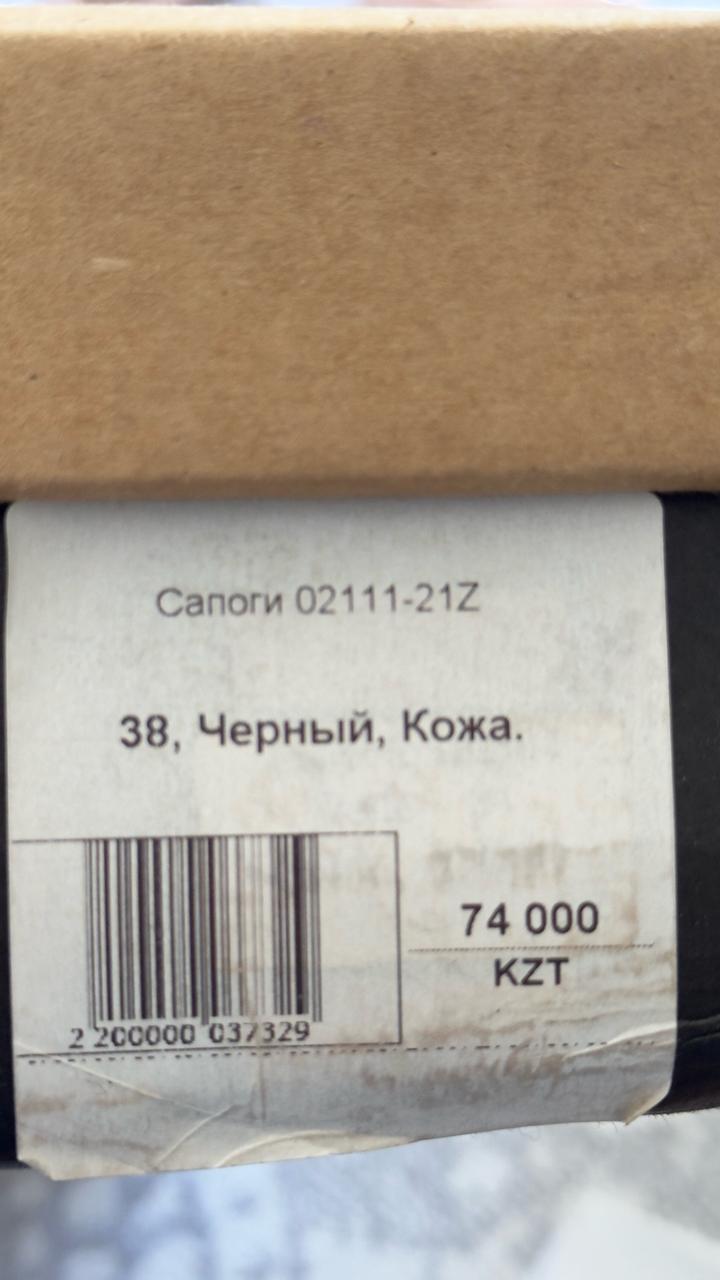 Сапоги 02111-21Z
38, Черный, Кожа.
74 000
KZT
2 200000 037329